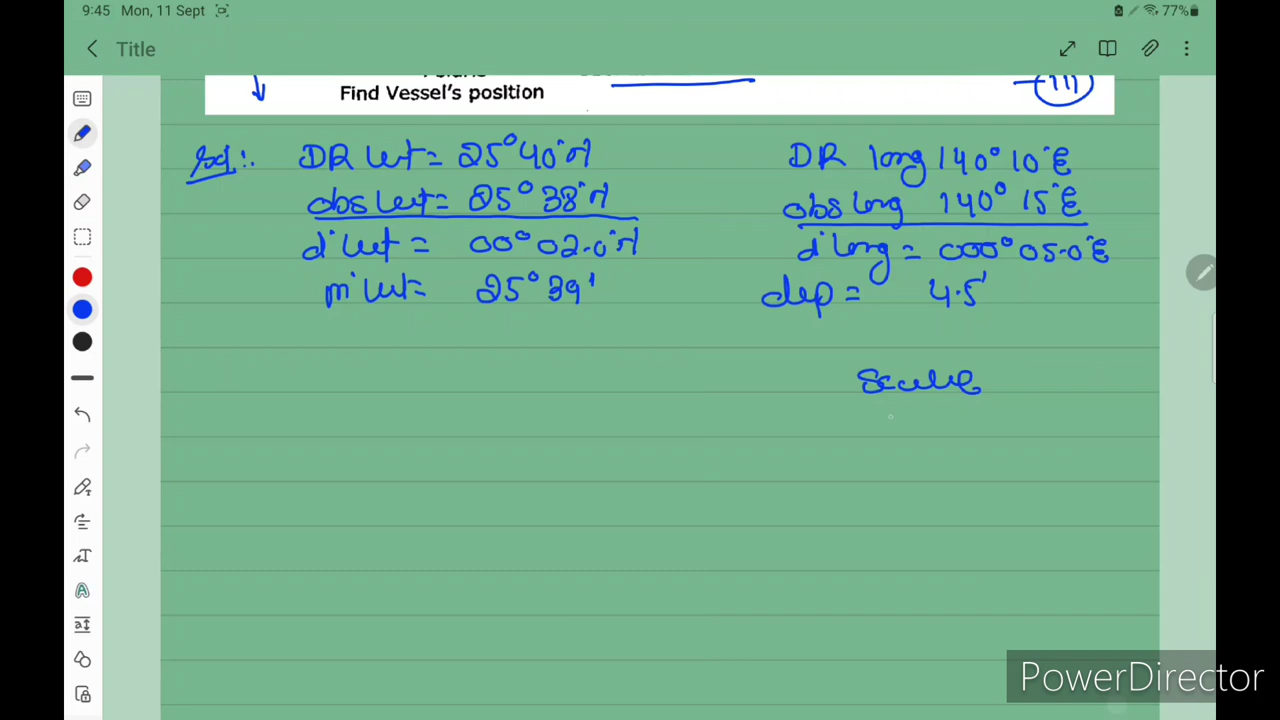 9:45 Mon, 11 Sept 77%
Title
Find Vessel's position
111
Sol:. DR lat = 25°40'N DR long 140°10'E
obs lat = 25°38'N obs long 140°15'E
d'lat = 00°02.0'N d'long = 000°05.0'E
m'lat = 25°39' dep = 4.5'
Scale
PowerDirector